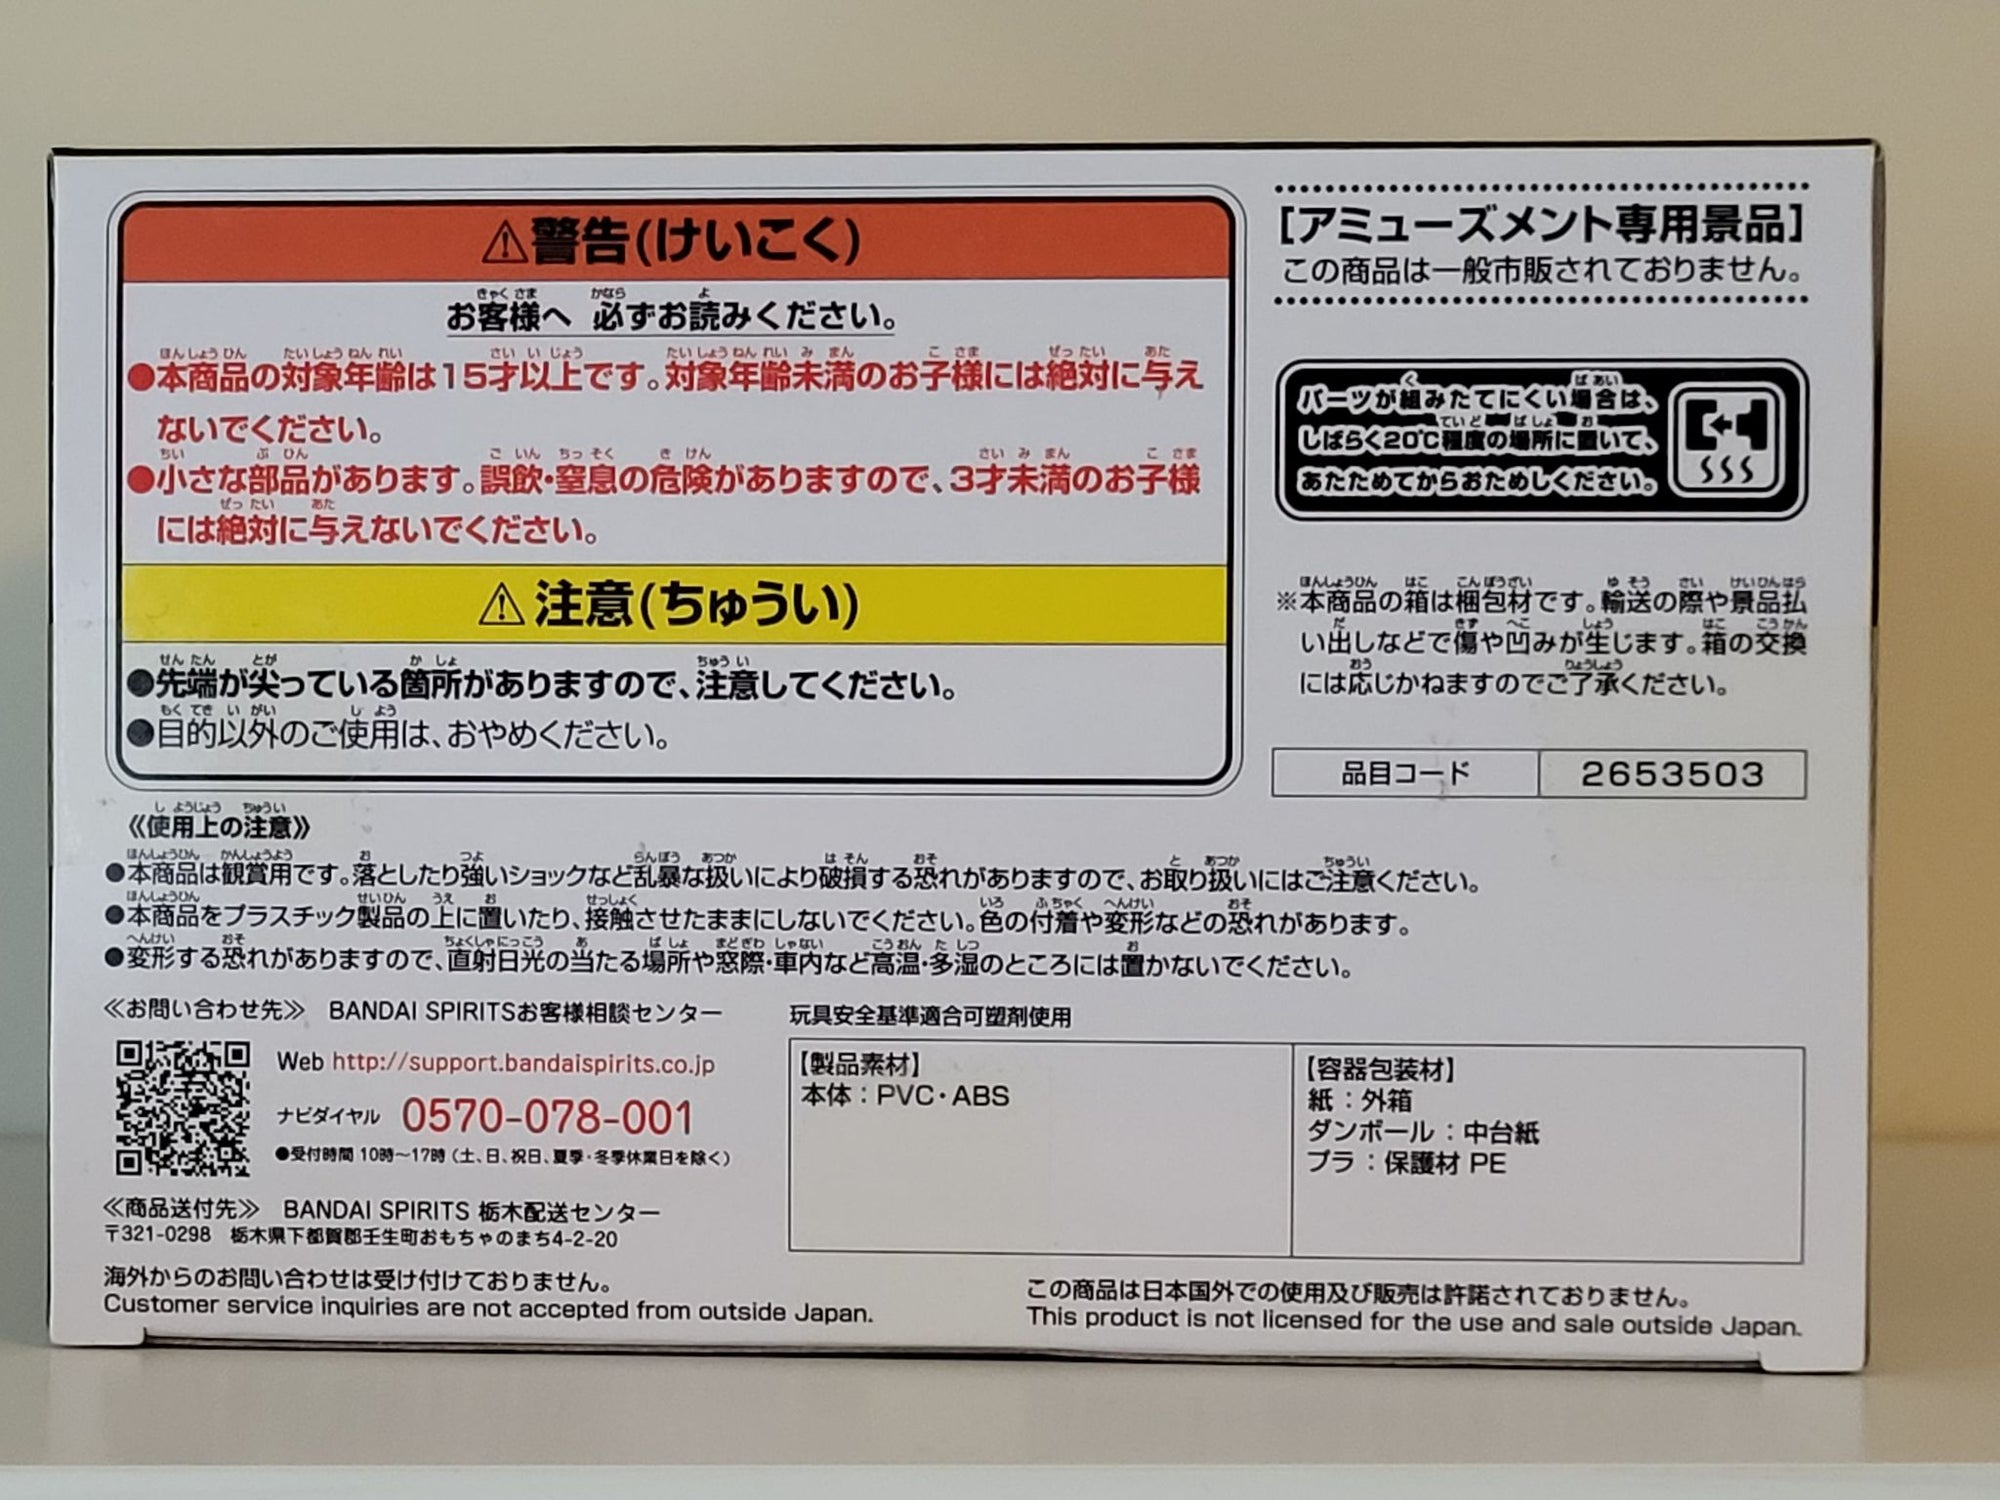 ⚠警告(けいこく)
お客様へ 必ずお読みください。
●本商品の対象年齢は15才以上です。対象年齢未満のお子様には絶対に与え
ないでください。
●小さな部品があります。誤飲・窒息の危険がありますので、3才未満のお子様
には絶対に与えないでください。
⚠注意(ちゅうい)
●先端が尖っている箇所がありますので、注意してください。
●目的以外のご使用は、おやめください。
[アミューズメント専用景品]
この商品は一般市販されておりません。
パーツが組みたてにくい場合は、
しばらく20℃程度の場所に置いて、
あたためてからおためしください。
※本商品の箱は梱包材です。輸送の際や景品払
い出しなどで傷や凹みが生じます。箱の交換
には応じかねますのでご了承ください。
品目コード 2653503
《使用上の注意》
●本商品は観賞用です。落としたり強いショックなど乱暴な扱いにより破損する恐れがありますので、お取り扱いにはご注意ください。
●本商品をプラスチック製品の上に置いたり、接触させたままにしないでください。色の付着や変形などの恐れがあります。
●変形する恐れがありますので、直射日光の当たる場所や窓際・車内など高温・多湿のところには置かないでください。
≪お問い合わせ先≫ BANDAI SPIRITSお客様相談センター
Web http://support.bandaispirits.co.jp
ナビダイヤル 0570-078-001
●受付時間 10時〜17時(土、日、祝日、夏季・冬季休業日を除く)
≪商品送付先≫ BANDAI SPIRITS 栃木配送センター
〒321-0298 栃木県下都賀郡壬生町おもちゃのまち4-2-20
玩具安全基準適合可塑剤使用
【製品素材】
本体：PVC・ABS
【容器包装材】
紙：外箱
ダンボール：中台紙
プラ：保護材 PE
海外からのお問い合わせは受け付けておりません。
Customer service inquiries are not accepted from outside Japan.
この商品は日本国外での使用及び販売は許諾されておりません。
This product is not licensed for the use and sale outside Japan.